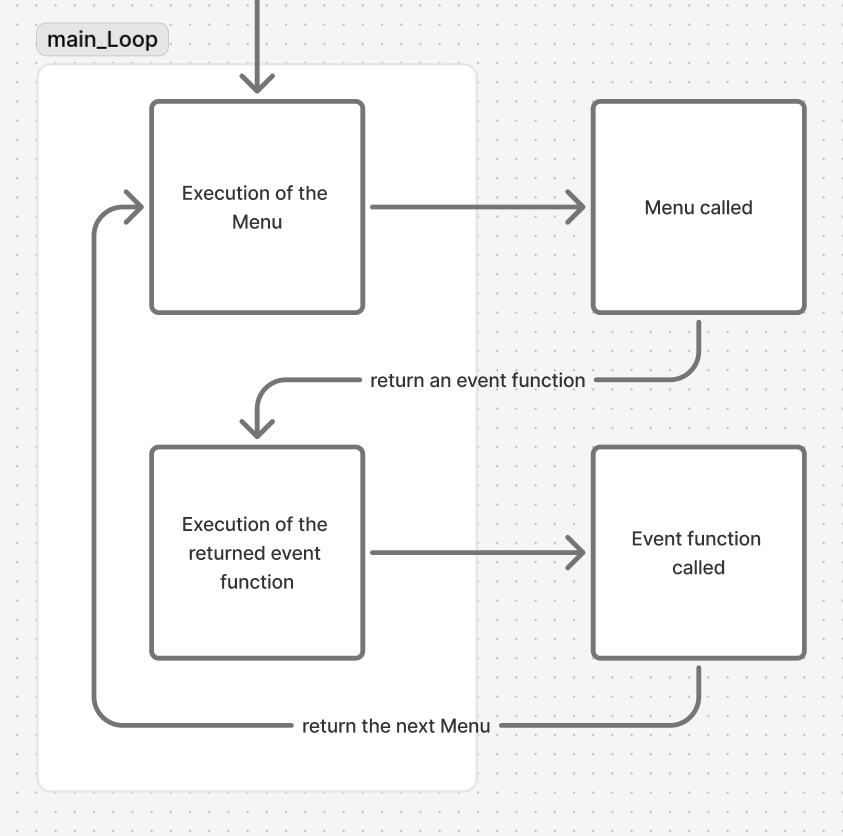 main_Loop
Execution of the
Menu
Menu called
return an event function
Execution of the
returned event
function
Event function
called
return the next Menu